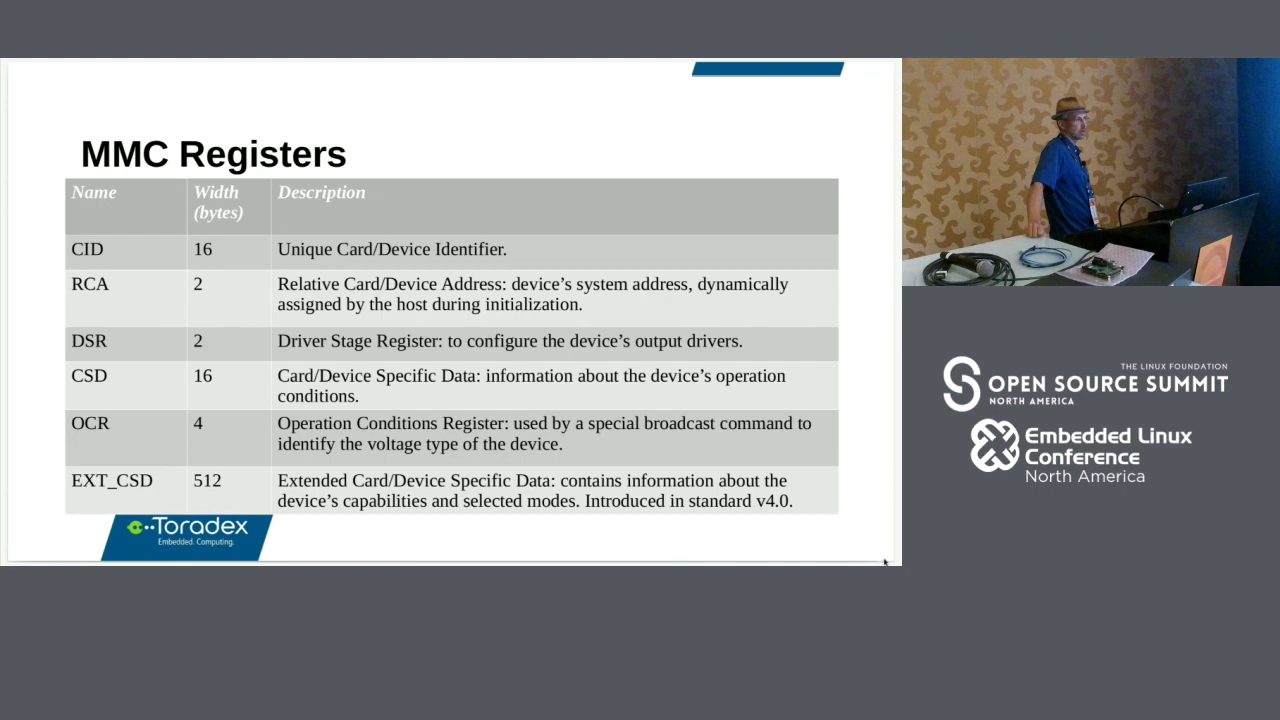 MMC Registers
Name Width (bytes) Description
CID 16 Unique Card/Device Identifier.
RCA 2 Relative Card/Device Address: device’s system address, dynamically
assigned by the host during initialization.
DSR 2 Driver Stage Register: to configure the device’s output drivers.
CSD 16 Card/Device Specific Data: information about the device’s operation
conditions.
OCR 4 Operation Conditions Register: used by a special broadcast command to
identify the voltage type of the device.
EXT_CSD 512 Extended Card/Device Specific Data: contains information about the
device’s capabilities and selected modes. Introduced in standard v4.0.
Toradex
Embedded. Computing.
THE LINUX FOUNDATION
OPEN SOURCE SUMMIT
NORTH AMERICA
Embedded Linux
Conference
North America